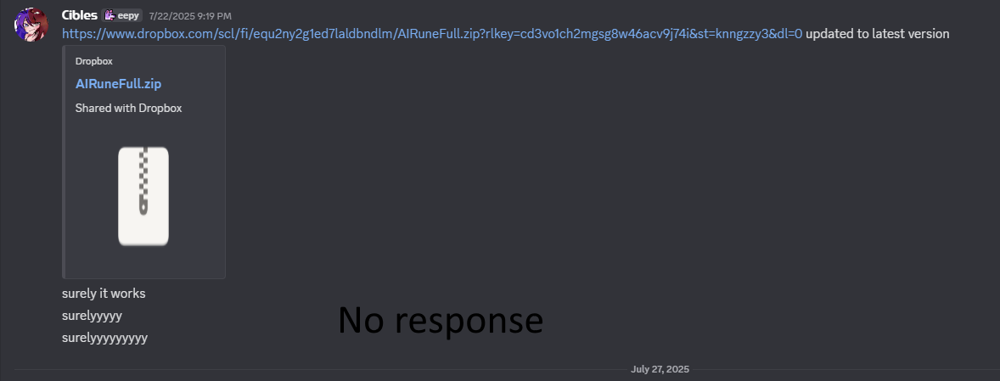 Cibles eepy 7/22/2025 9:19 PM
https://www.dropbox.com/scl/fi/equ2ny2g1ed7laldbndlm/AIRuneFull.zip?rlkey=cd3vo1ch2mgsg8w46acv9j74i&st=knngzzy3&dl=0 updated to latest version
Dropbox
AIRuneFull.zip
Shared with Dropbox
surely it works
surelyyyyy
surelyyyyyyyyy
No response
July 27, 2025